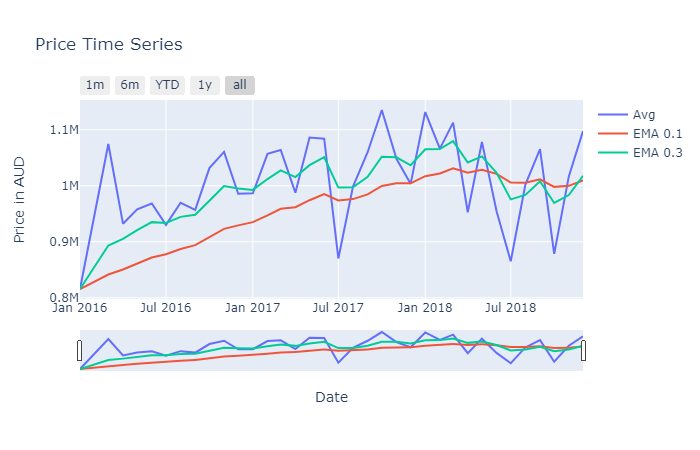 Price Time Series
1m 6m YTD 1y all
Avg
EMA 0.1
EMA 0.3
Price in AUD
1.1M
1M
0.9M
0.8M
Jan 2016 Jul 2016 Jan 2017 Jul 2017 Jan 2018 Jul 2018
Date